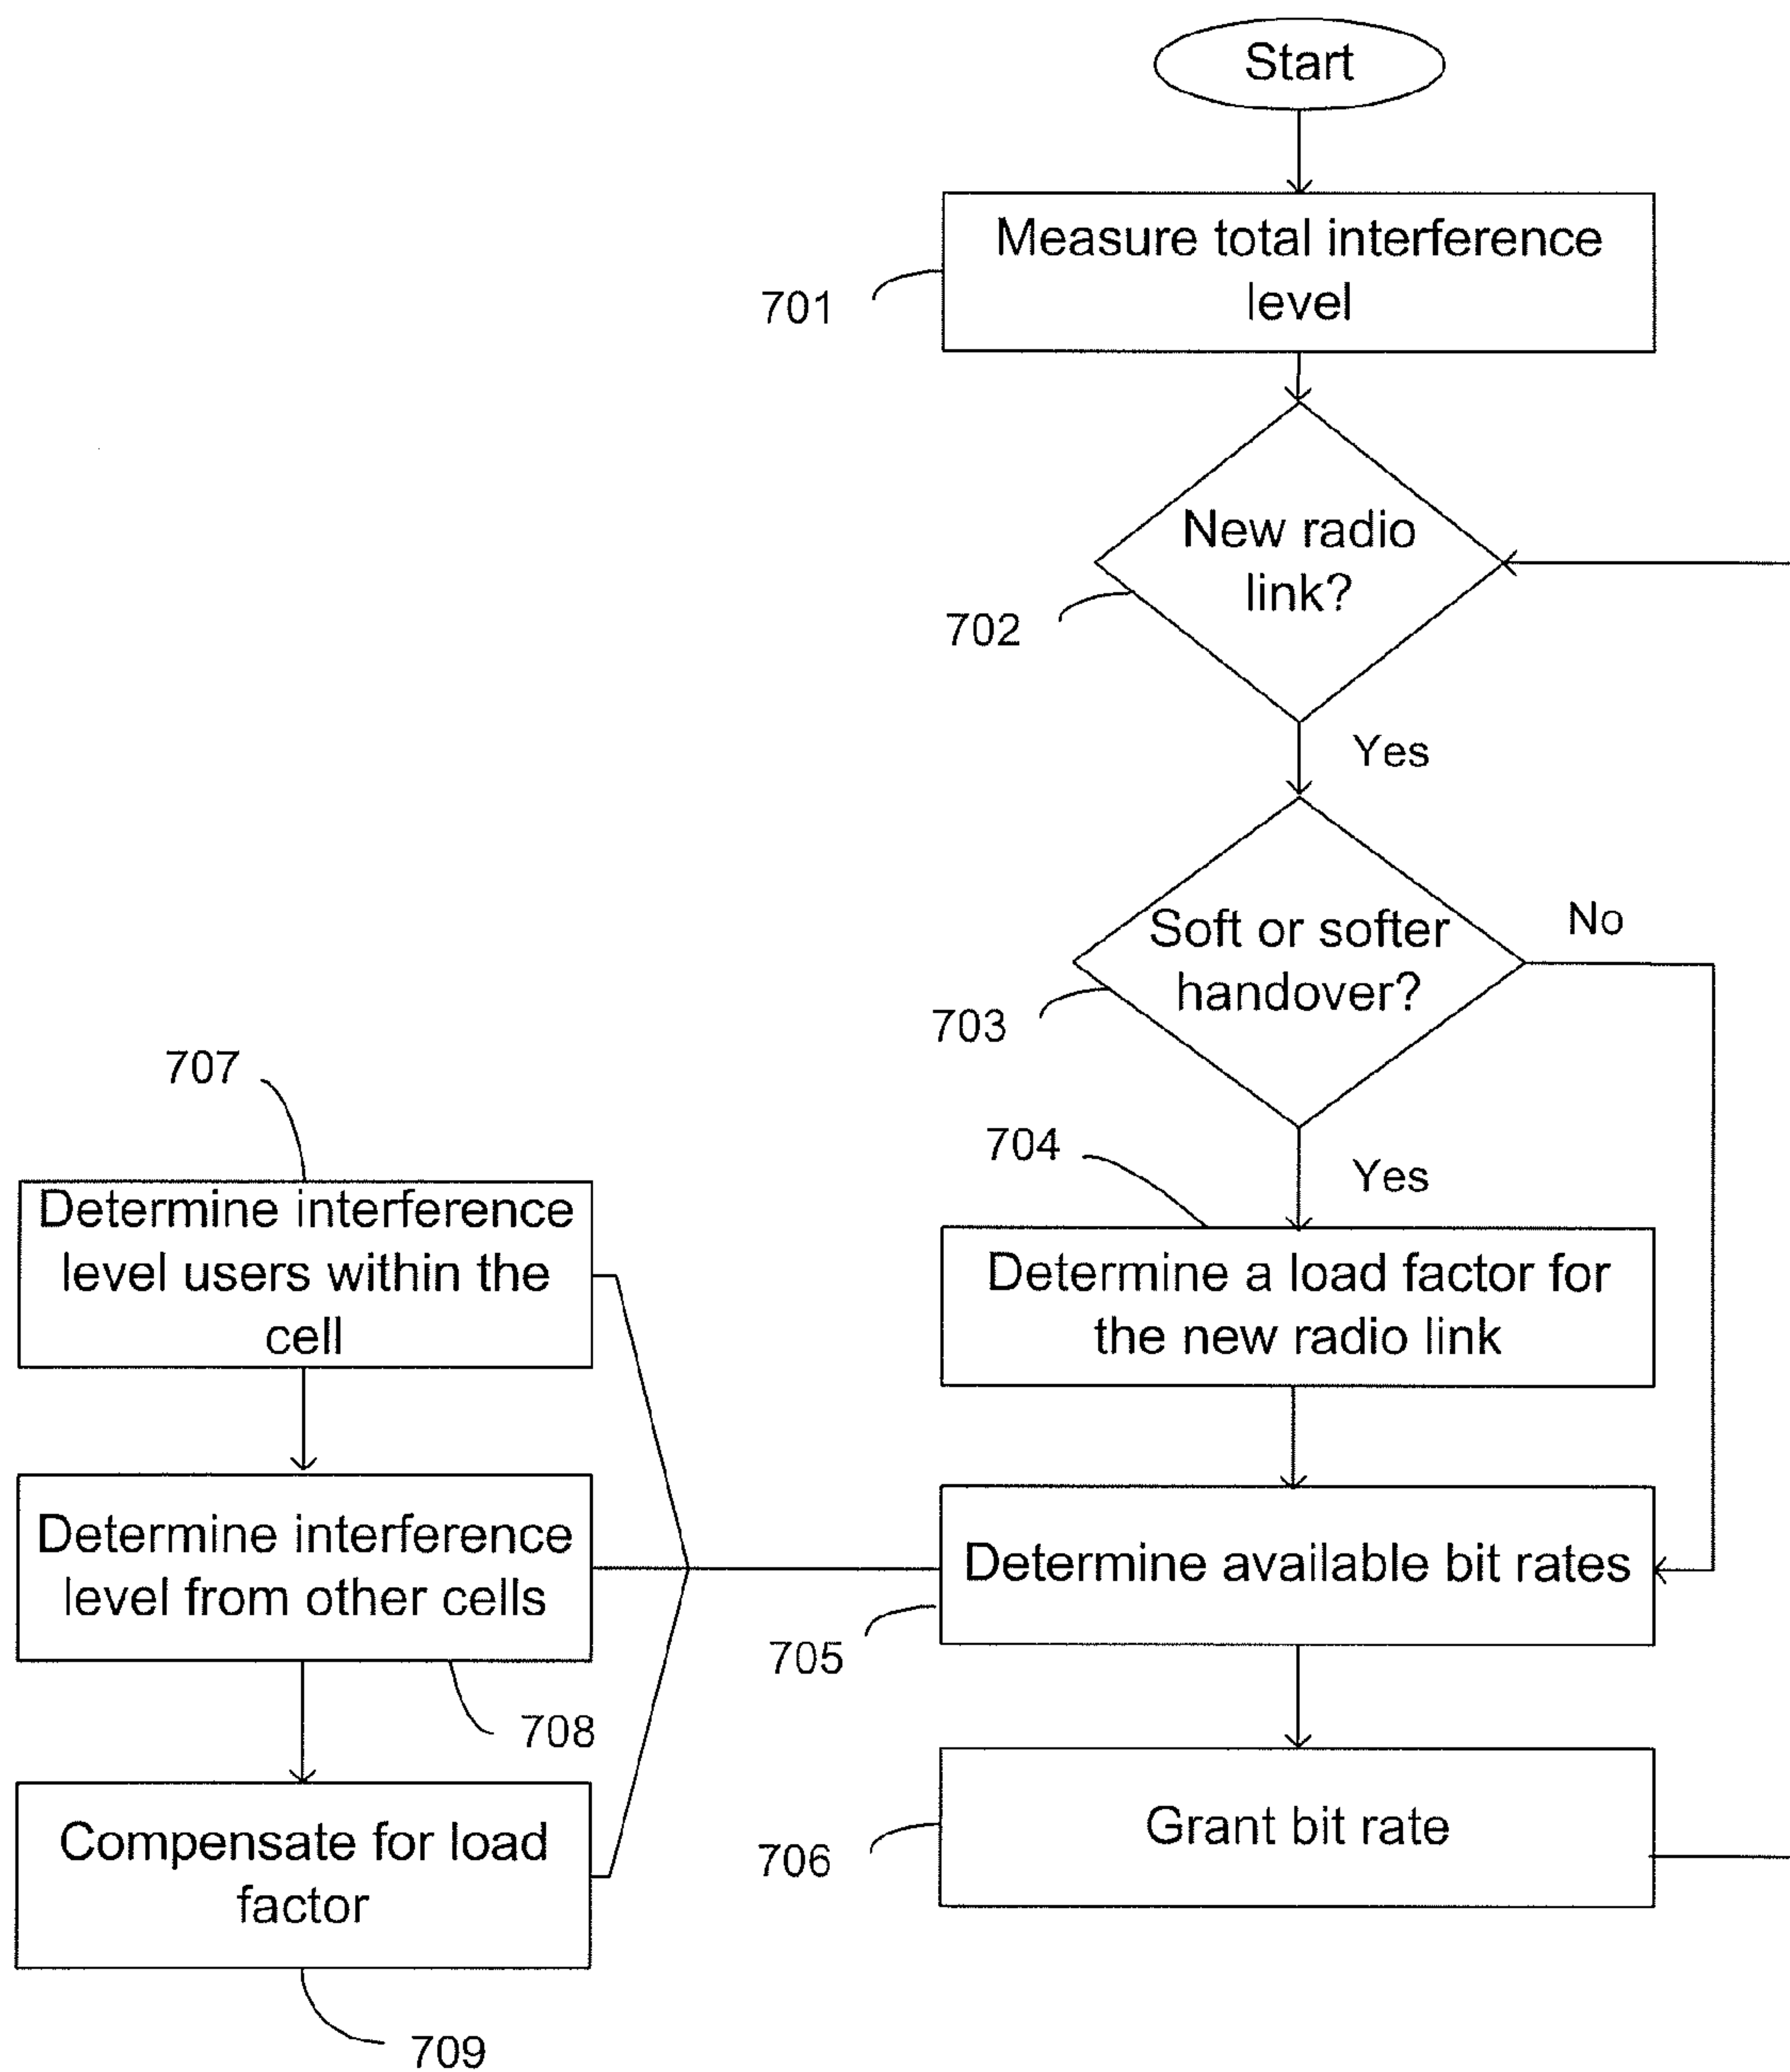 Start
Measure total interference
level
701
New radio
link?
702
Yes
Soft or softer
handover?
No
703
Yes
704
Determine a load factor for
the new radio link
Determine available bit rates
705
Grant bit rate
706
707
Determine interference
level users within the
cell
Determine interference
level from other cells
708
Compensate for load
factor
709